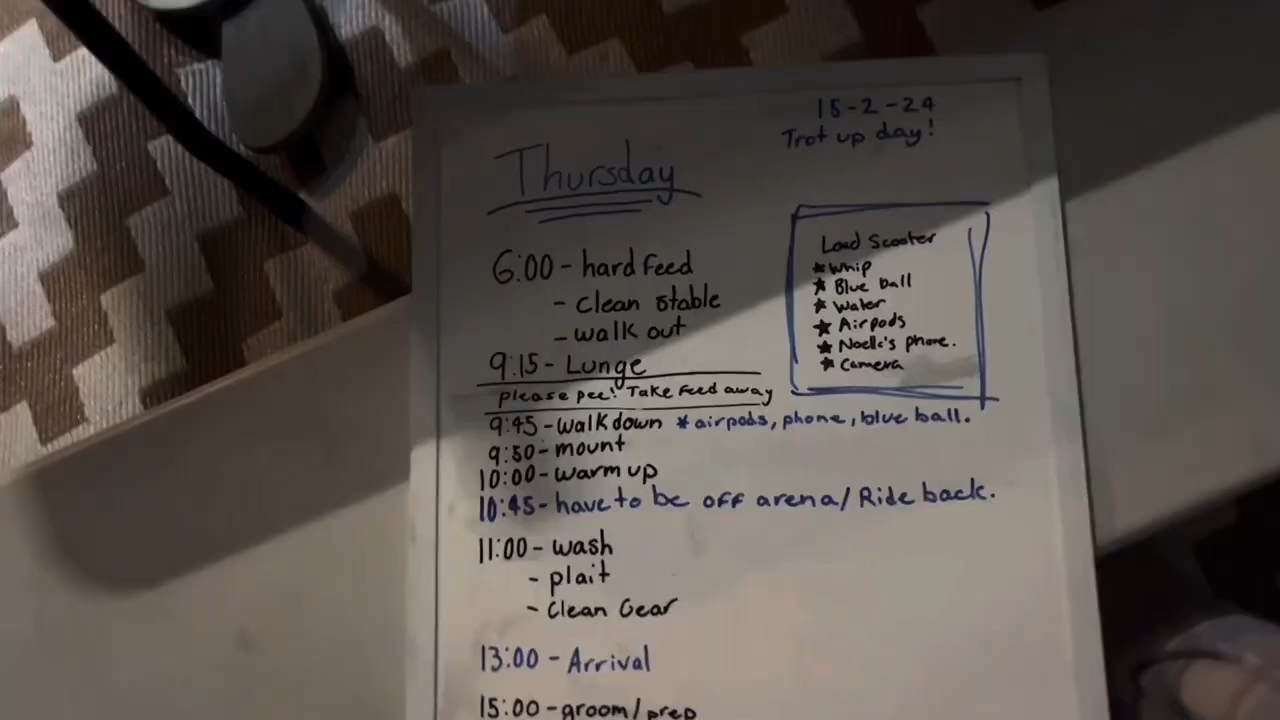 15-2-24
Trot up day!
Thursday
6:00 - hard feed
- Clean stable
- walk out
9:15 - Lunge
please pee! Take feed away
9:45 - walk down * airpods, phone, blue ball.
9:50 - mount
10:00 - warm up
10:45 - have to be off arena/ Ride back.
11:00 - wash
- plait
- Clean Gear
13:00 - Arrival
15:00 - groom/prep
Load Scooter
★ Whip
★ Blue ball
★ Water
★ Airpods
★ Noelle's phone.
★ Camera